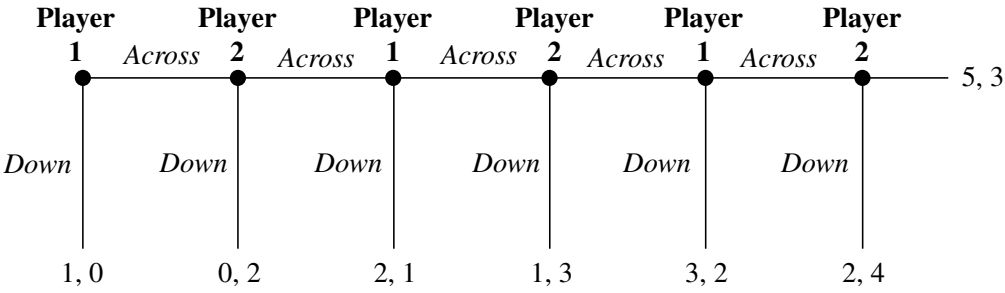 Player Player Player Player Player Player
1 Across 2 Across 1 Across 2 Across 1 Across 2
5, 3
Down Down Down Down Down Down
1, 0 0, 2 2, 1 1, 3 3, 2 2, 4